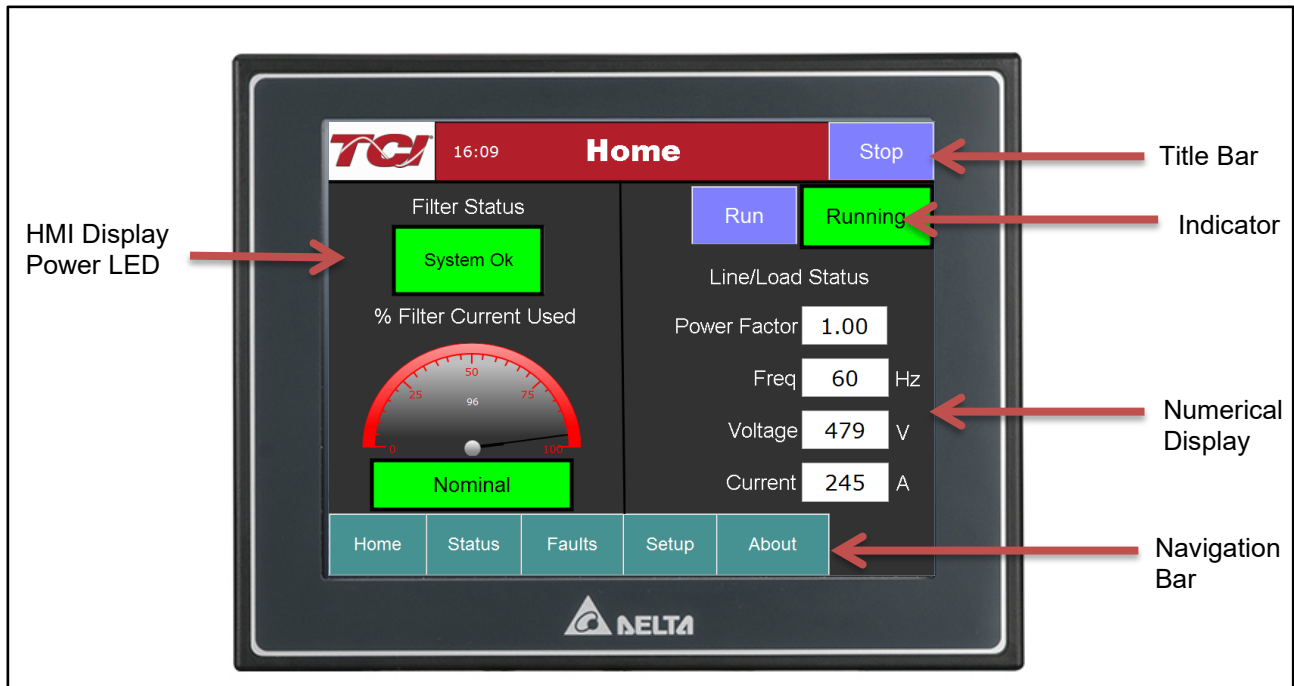 TCI
16:09
Home
Stop
Title Bar
Filter Status
Run
Running
Indicator
HMI Display
Power LED
System Ok
Line/Load Status
% Filter Current Used
Power Factor 1.00
Freq 60 Hz
Voltage 479 V
Current 245 A
Numerical
Display
0
25
50
75
100
96
Nominal
Home Status Faults Setup About
Navigation
Bar
DELTA